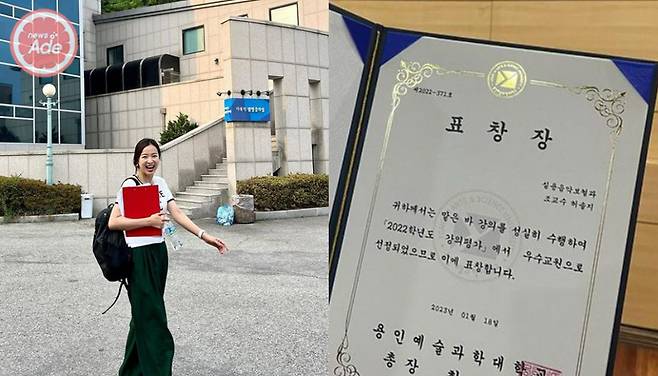 news Ade
제2022-371호
표창장
실용음악보컬과
조교수 허솔지
귀하께서는 맡은 바 강의를 성실히 수행하여
「2022학년도 강의평가」에서 우수교원으로
선정되었으므로 이에 표창합니다.
2023년 01월 18일
용인예술과학대학교
총장